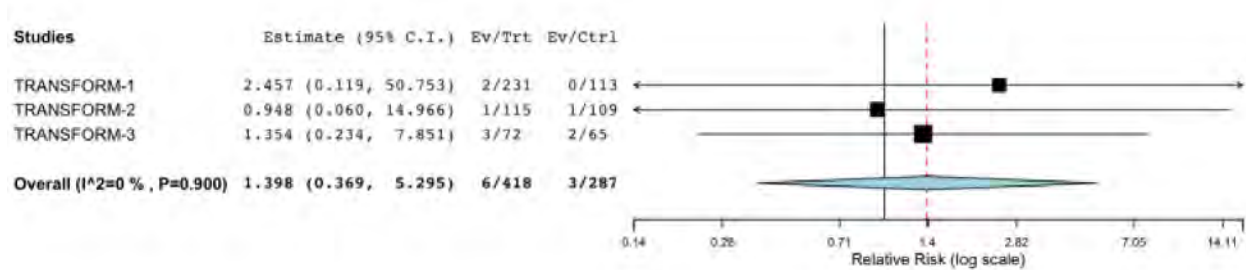 Studies Estimate (95% C.I.) Ev/Trt Ev/Ctrl
TRANSFORM-1 2.457 (0.119, 50.753) 2/231 0/113
TRANSFORM-2 0.948 (0.060, 14.966) 1/115 1/109
TRANSFORM-3 1.354 (0.234, 7.851) 3/72 2/65
Overall (I^2=0 % , P=0.900) 1.398 (0.369, 5.295) 6/418 3/287
0.14 0.28 0.71 1.4 2.82 7.05 14.11
Relative Risk (log scale)